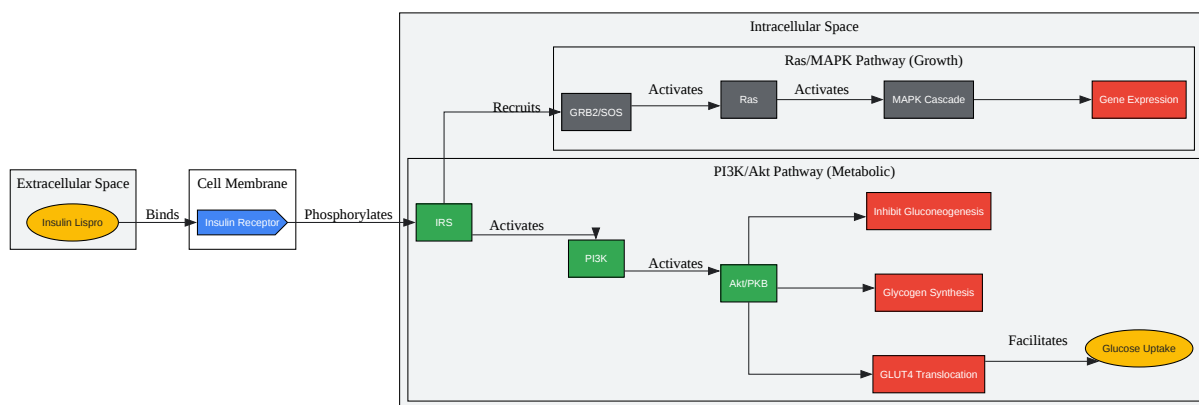 Intracellular Space
Ras/MAPK Pathway (Growth)
Recruits
GRB2/SOS
Activates
Ras
Activates
MAPK Cascade
Gene Expression
PI3K/Akt Pathway (Metabolic)
Extracellular Space
Insulin Lispro
Binds
Cell Membrane
Insulin Receptor
Phosphorylates
IRS
Activates
PI3K
Activates
Akt/PKB
Inhibit Gluconeogenesis
Glycogen Synthesis
GLUT4 Translocation
Facilitates
Glucose Uptake